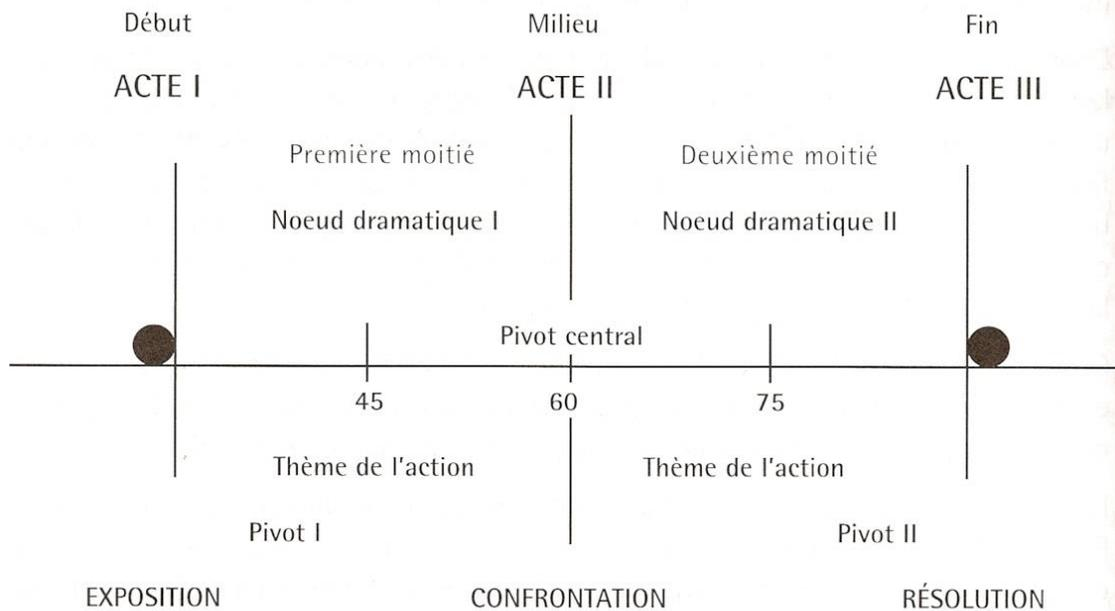 Début Milieu Fin
ACTE I ACTE II ACTE III
Première moitié Deuxième moitié
Noeud dramatique I Noeud dramatique II
Pivot central
45 60 75
Thème de l'action Thème de l'action
Pivot I Pivot II
EXPOSITION CONFRONTATION RÉSOLUTION